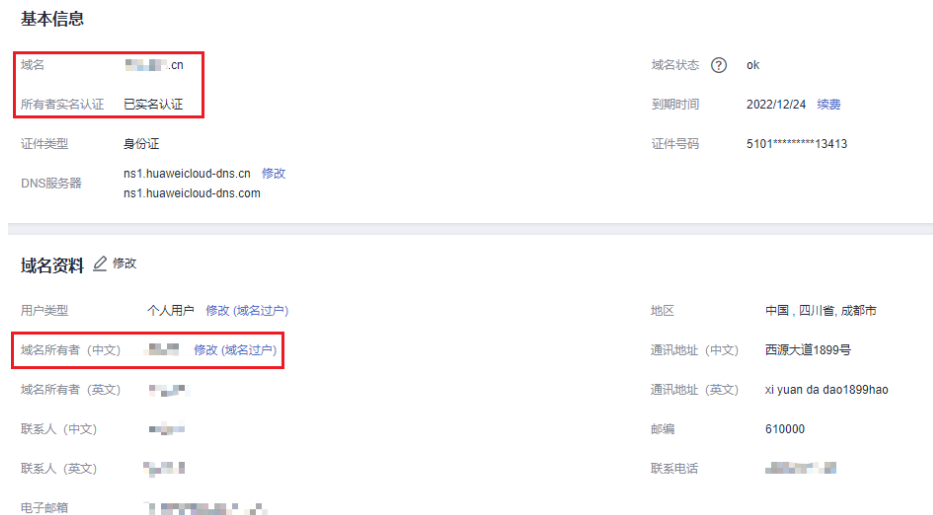 基本信息
域名 .cn 域名状态 ? ok
所有者实名认证 已实名认证 到期时间 2022/12/24 续费
证件类型 身份证 证件号码 5101*********13413
DNS服务器 ns1.huaweicloud-dns.cn 修改
ns1.huaweicloud-dns.com
域名资料 修改
用户类型 个人用户 修改 (域名过户) 地区 中国 , 四川省, 成都市
域名所有者（中文） 修改 (域名过户) 通讯地址（中文） 西源大道1899号
域名所有者（英文） 通讯地址（英文） xi yuan da dao1899hao
联系人（中文） 邮编 610000
联系人（英文） 联系电话
电子邮箱